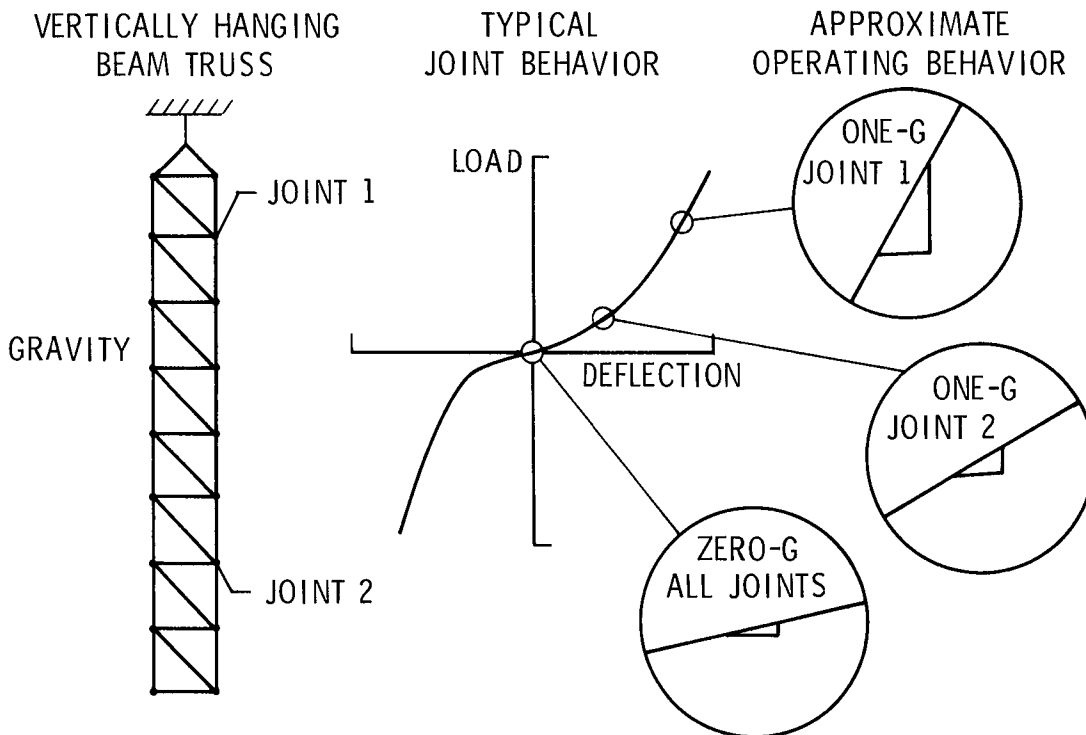 VERTICALLY HANGING
BEAM TRUSS
TYPICAL
JOINT BEHAVIOR
APPROXIMATE
OPERATING BEHAVIOR
JOINT 1
GRAVITY
JOINT 2
LOAD
DEFLECTION
ONE-G
JOINT 1
ONE-G
JOINT 2
ZERO-G
ALL JOINTS